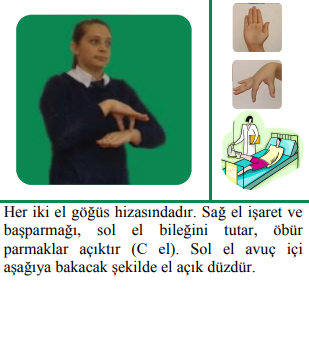 Her iki el göğüs hizasındadır. Sağ el işaret ve
başparmağı, sol el bileğini tutar, öbür
parmaklar açıktır (C el). Sol el avuç içi
aşağıya bakacak şekilde el açık düzdür.